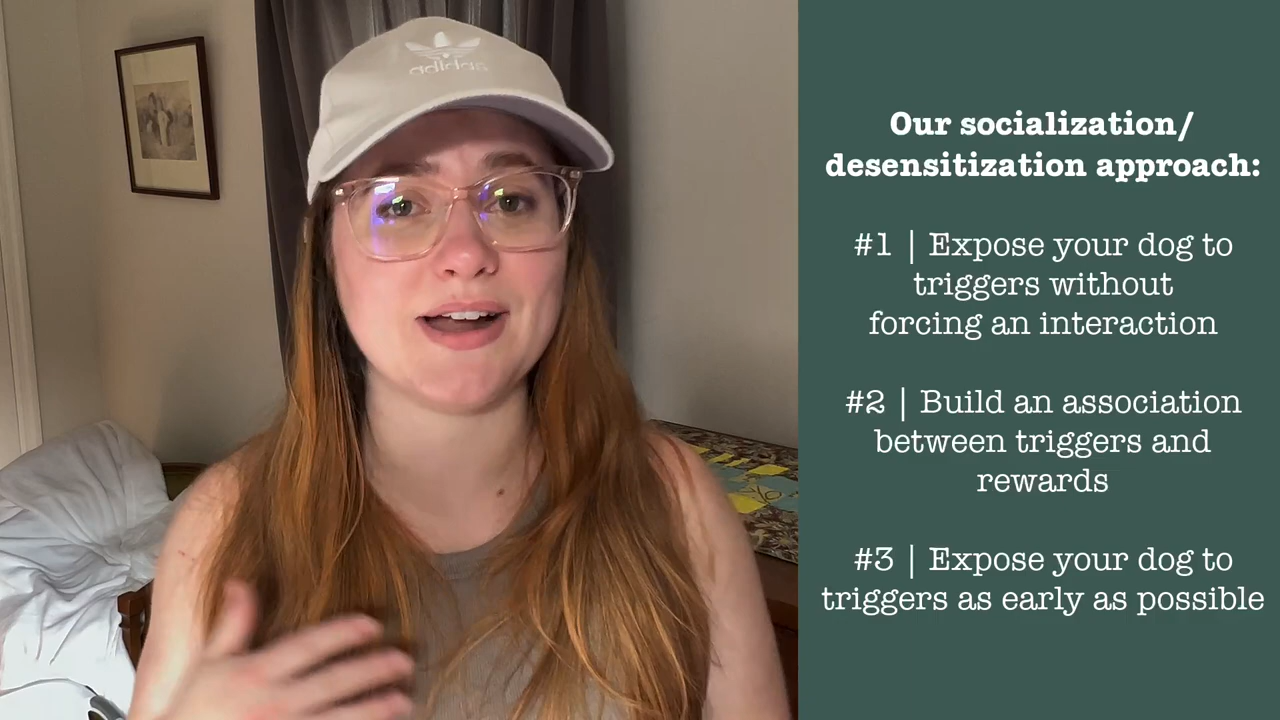 adidas
Our socialization/
desensitization approach:
#1 | Expose your dog to
triggers without
forcing an interaction
#2 | Build an association
between triggers and
rewards
#3 | Expose your dog to
triggers as early as possible